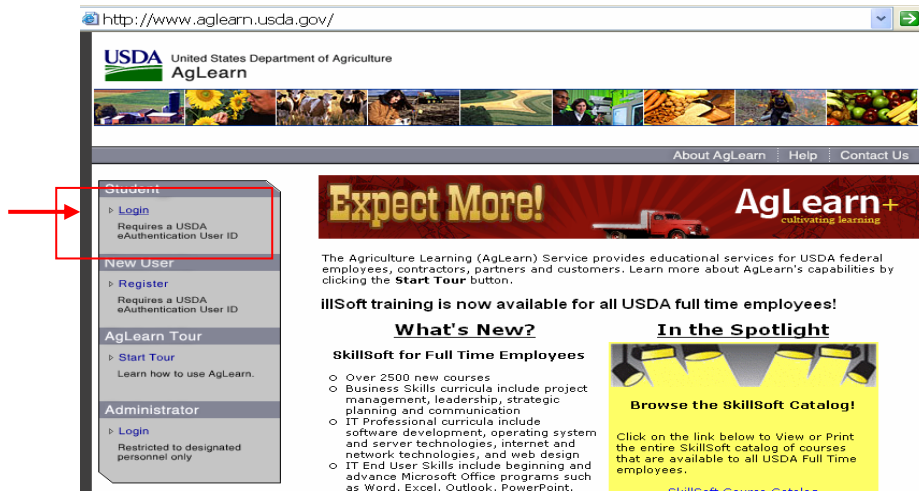 http://www.aglearn.usda.gov/
USDA United States Department of Agriculture
AgLearn
About AgLearn Help Contact Us
Student
Login
Requires a USDA
eAuthentication User ID
New User
Register
Requires a USDA
eAuthentication User ID
AgLearn Tour
Start Tour
Learn how to use AgLearn.
Administrator
Login
Restricted to designated
personnel only
Expect More!
AgLearn+
cultivating learning
The Agriculture Learning (AgLearn) Service provides educational services for USDA federal
employees, contractors, partners and customers. Learn more about AgLearn's capabilities by
clicking the Start Tour button.
illSoft training is now available for all USDA full time employees!
What's New?
SkillSoft for Full Time Employees
o Over 2500 new courses
o Business Skills curricula include project
management, leadership, strategic
planning and communication
o IT Professional curricula include
software development, operating system
and server technologies, internet and
network technologies, and web design
o IT End User Skills include beginning and
advance Microsoft Office programs such
as Word, Excel, Outlook, PowerPoint,
In the Spotlight
Browse the SkillSoft Catalog!
Click on the link below to View or Print
the entire SkillSoft catalog of courses
that are available to all USDA Full Time
employees.
SkillSoft Course Catalog